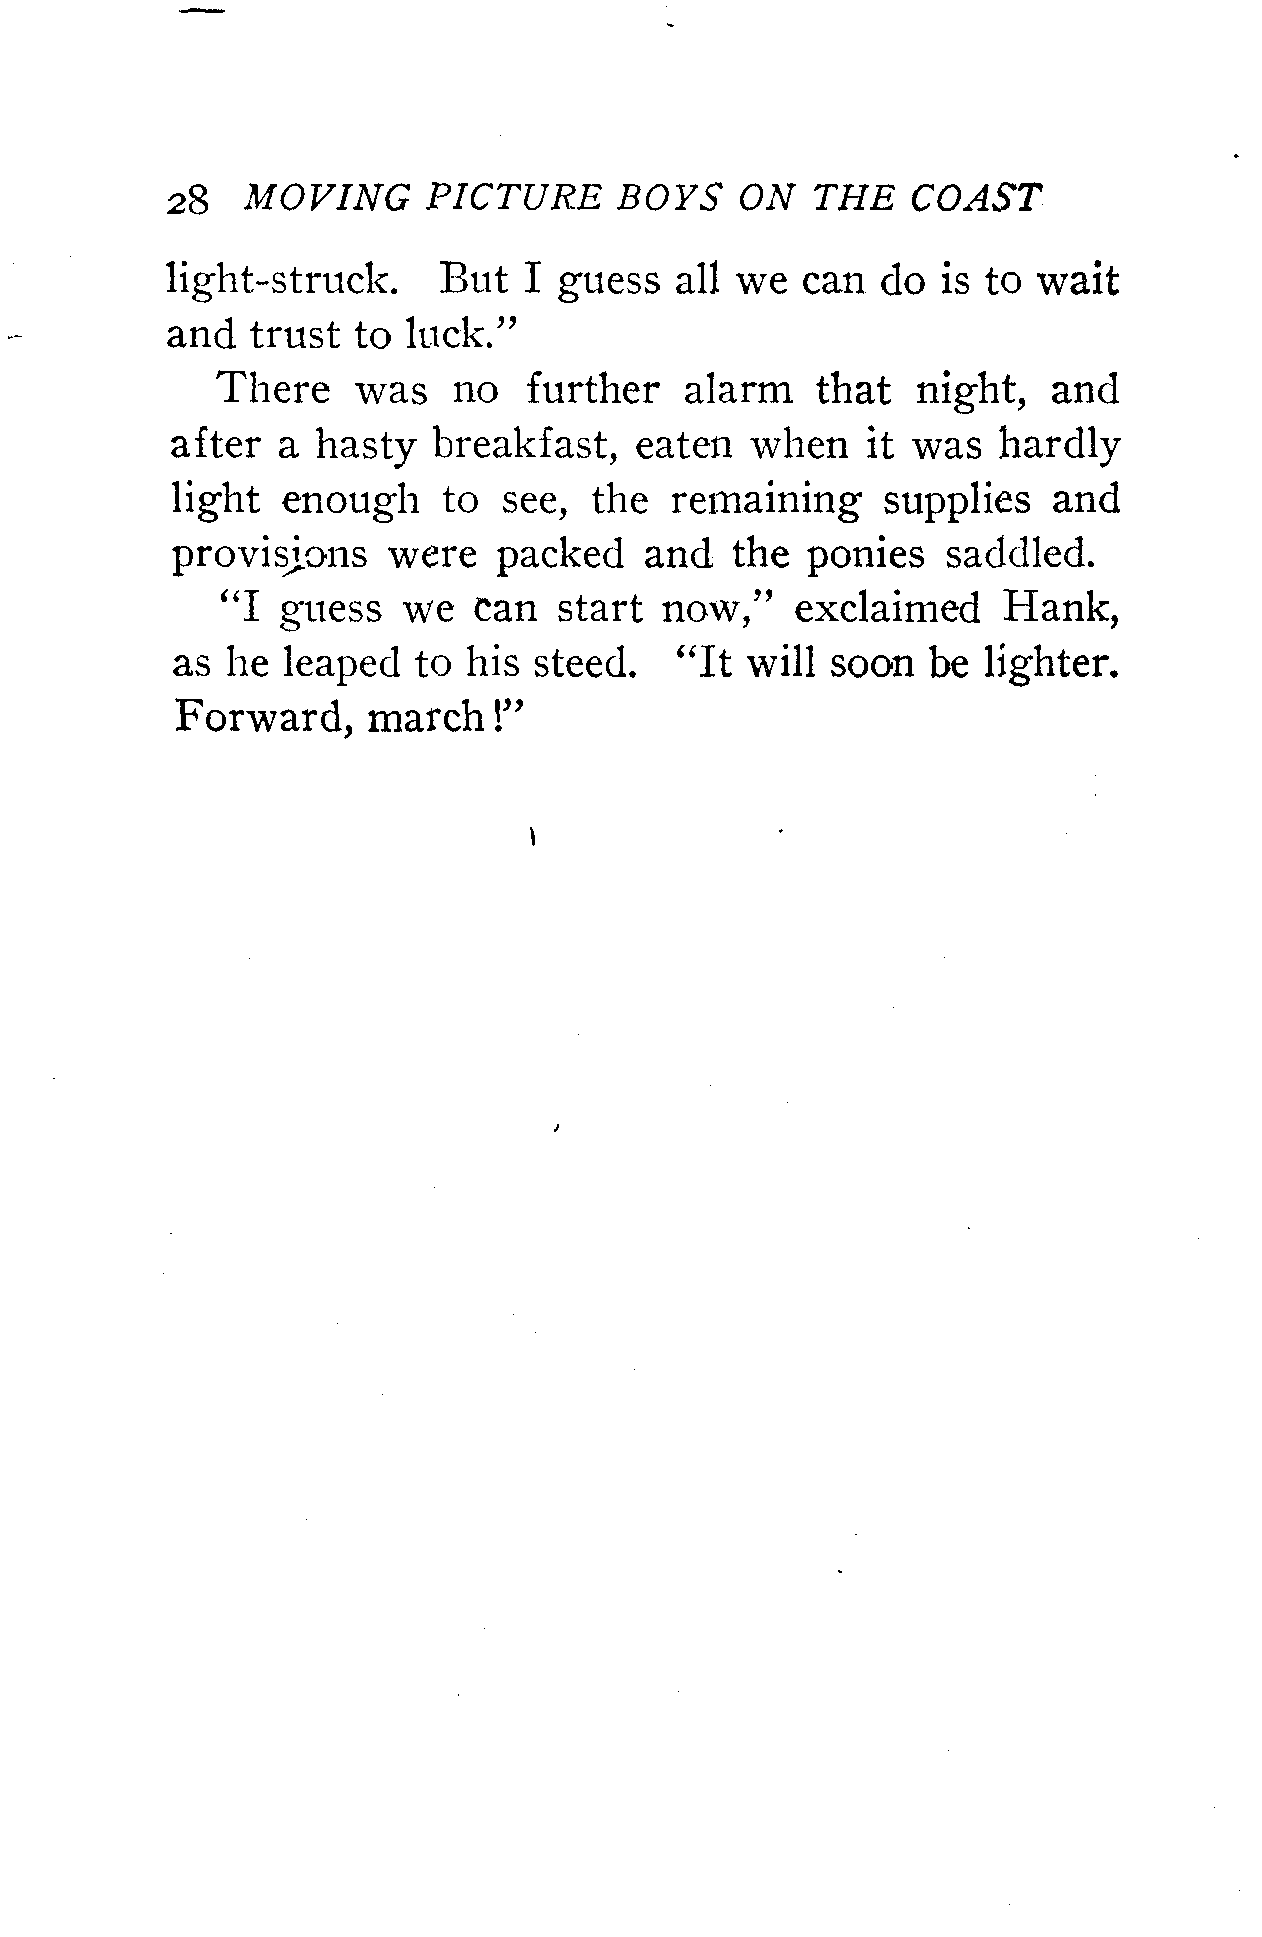 28 MOVING PICTURE BOYS ON THE COAST
light-struck. But I guess all we can do is to wait
and trust to luck."
There was no further alarm that night, and
after a hasty breakfast, eaten when it was hardly
light enough to see, the remaining supplies and
provisions were packed and the ponies saddled.
"I guess we can start now," exclaimed Hank,
as he leaped to his steed. "It will soon be lighter.
Forward, march!"